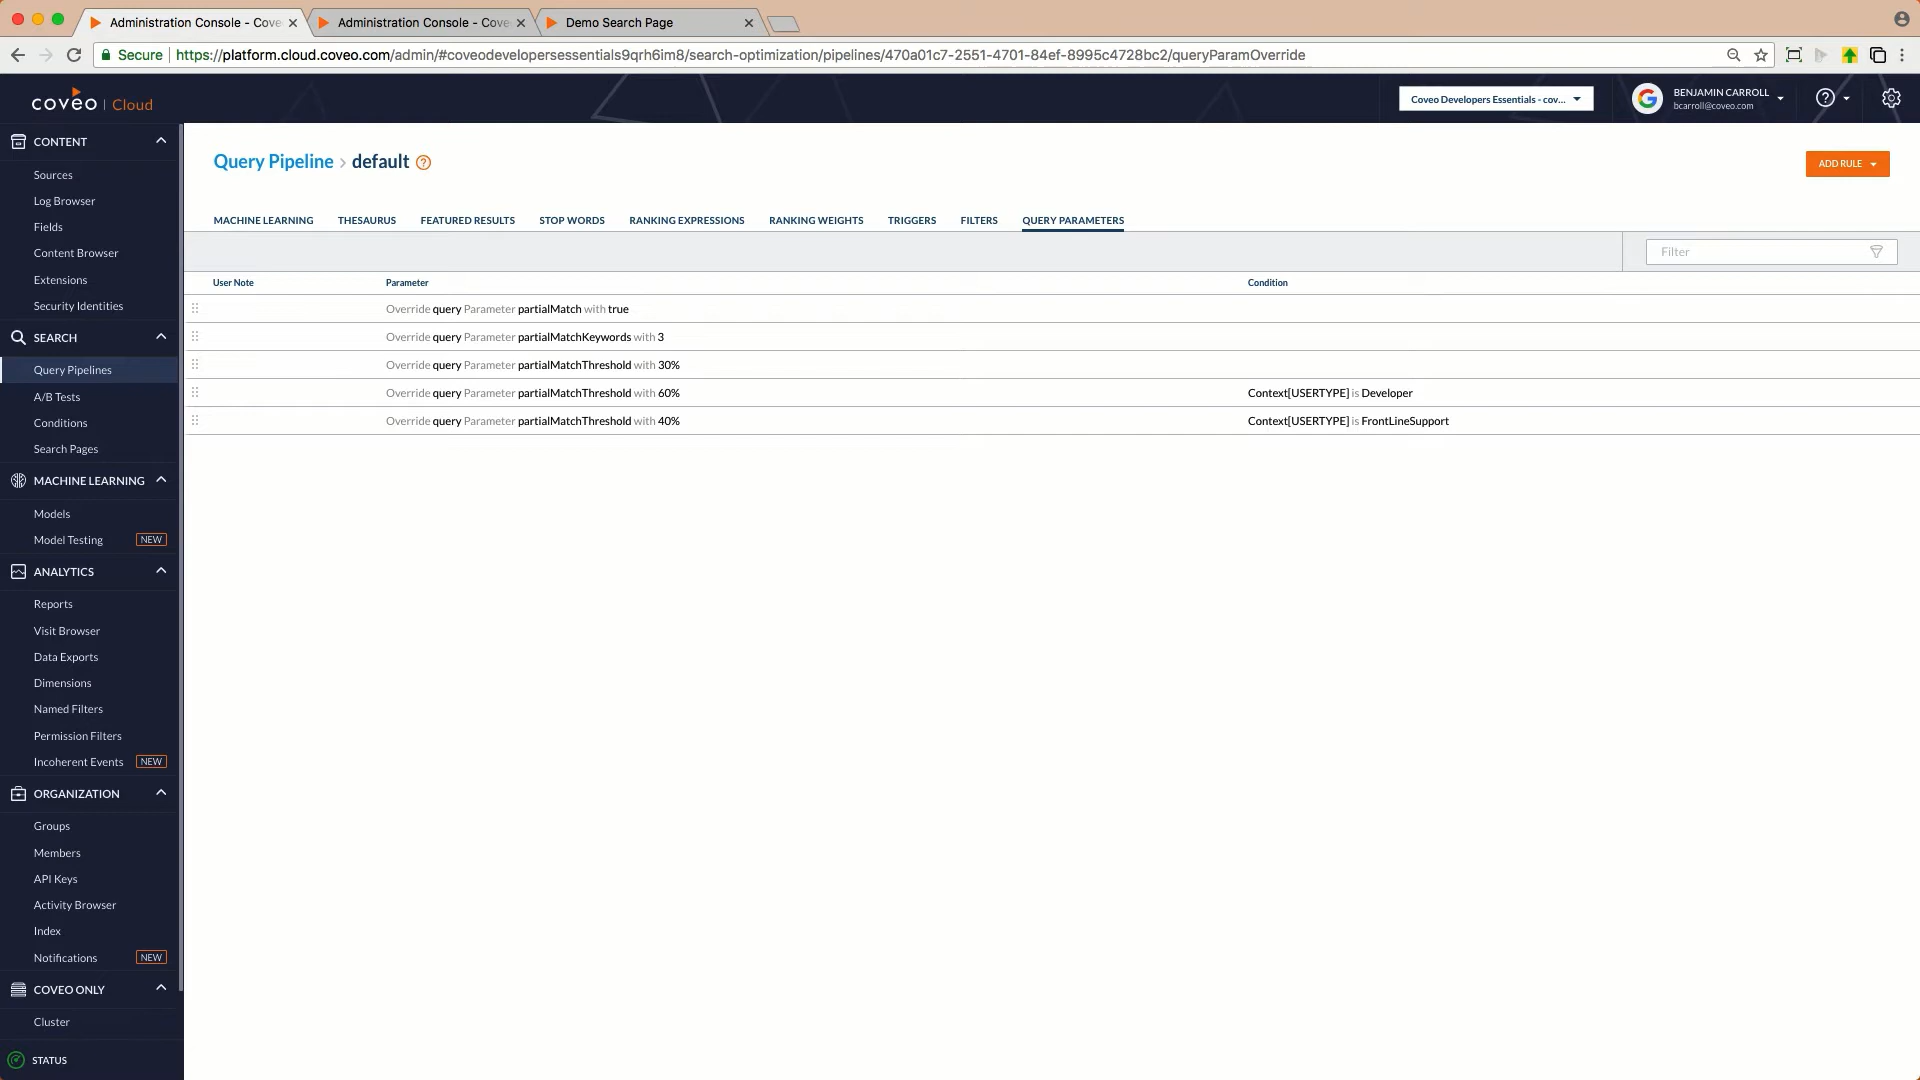 Administration Console - Cove
Administration Console - Cove
Demo Search Page
Secure
https://platform.cloud.coveo.com/admin/#coveodevelopersessentials9qrh6im8/search-optimization/pipelines/470a01c7-2551-4701-84ef-8995c4728bc2/queryParamOverride
coveo | Cloud
Coveo Developers Essentials - cov...
BENJAMIN CARROLL
bcarroll@coveo.com
CONTENT
Sources
Log Browser
Fields
Content Browser
Extensions
Security Identities
SEARCH
Query Pipelines
A/B Tests
Conditions
Search Pages
MACHINE LEARNING
Models
Model Testing NEW
ANALYTICS
Reports
Visit Browser
Data Exports
Dimensions
Named Filters
Permission Filters
Incoherent Events NEW
ORGANIZATION
Groups
Members
API Keys
Activity Browser
Index
Notifications NEW
COVEO ONLY
Cluster
STATUS
Query Pipeline > default
ADD RULE
MACHINE LEARNING THESAURUS FEATURED RESULTS STOP WORDS RANKING EXPRESSIONS RANKING WEIGHTS TRIGGERS FILTERS QUERY PARAMETERS
Filter
User Note Parameter Condition
Override query Parameter partialMatch with true
Override query Parameter partialMatchKeywords with 3
Override query Parameter partialMatchThreshold with 30%
Override query Parameter partialMatchThreshold with 60% Context[USERTYPE] is Developer
Override query Parameter partialMatchThreshold with 40% Context[USERTYPE] is FrontLineSupport